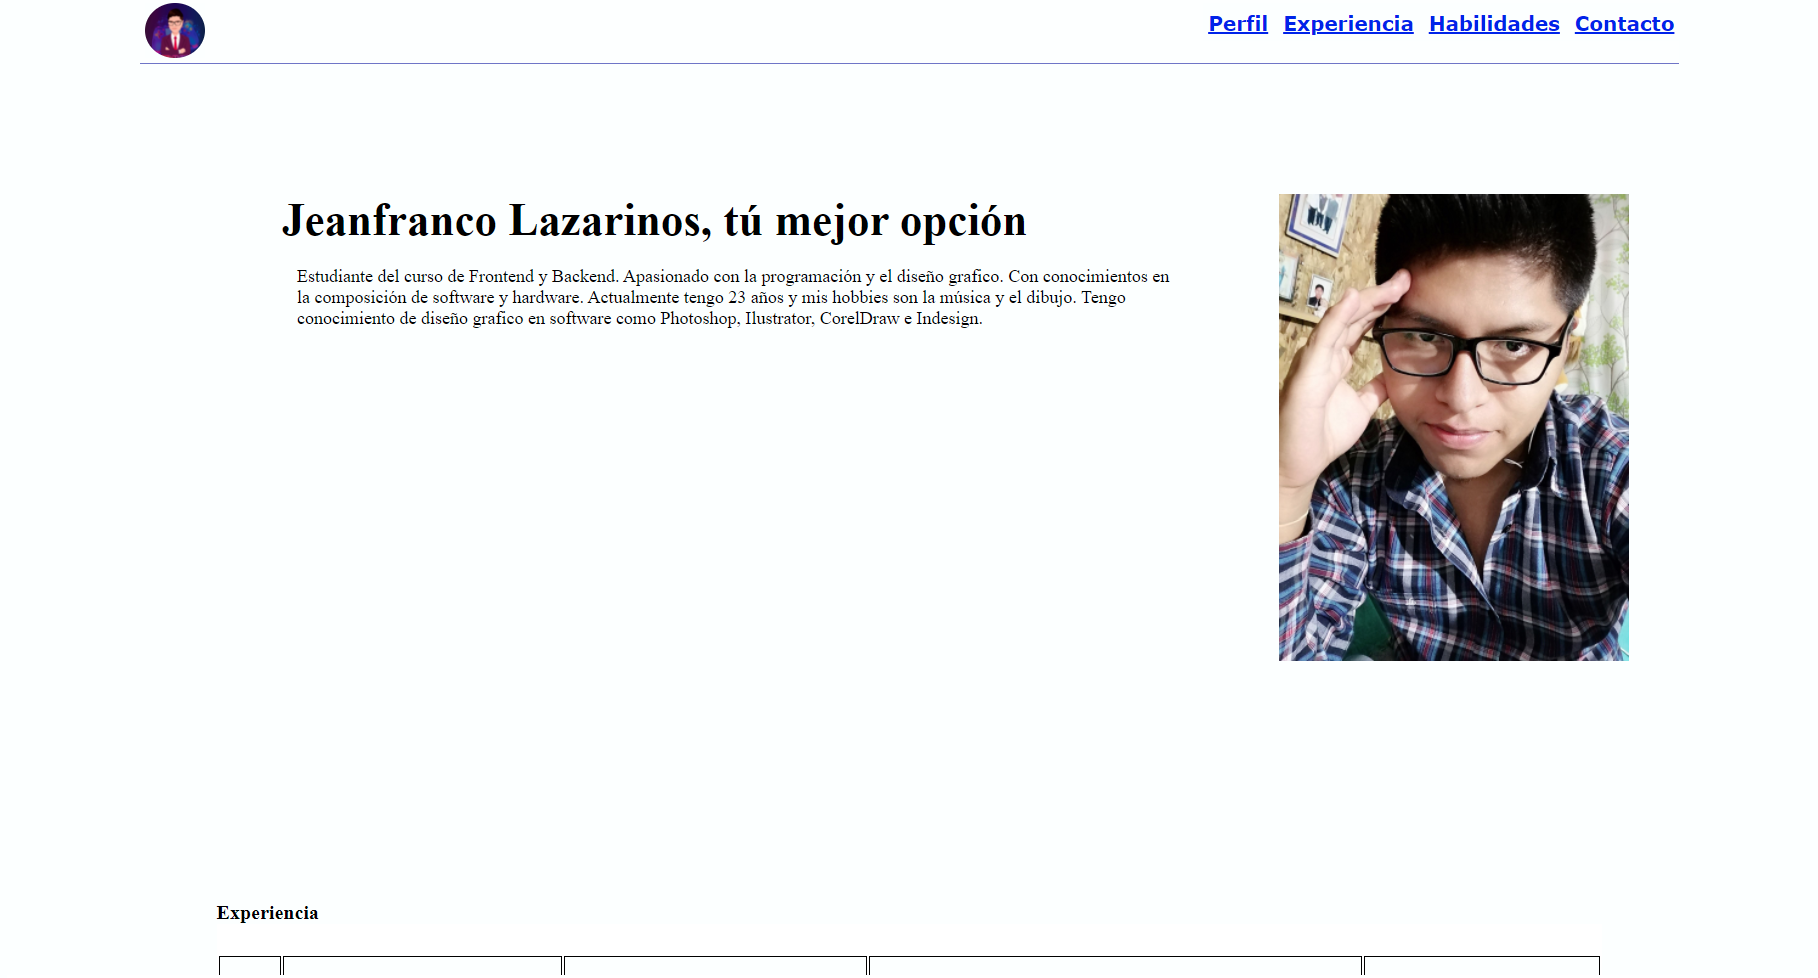 Perfil Experiencia Habilidades Contacto
Jeanfranco Lazarinos, tú mejor opción
Estudiante del curso de Frontend y Backend. Apasionado con la programación y el diseño grafico. Con conocimientos en
la composición de software y hardware. Actualmente tengo 23 años y mis hobbies son la música y el dibujo. Tengo
conocimiento de diseño grafico en software como Photoshop, Ilustrator, CorelDraw e Indesign.
Experiencia